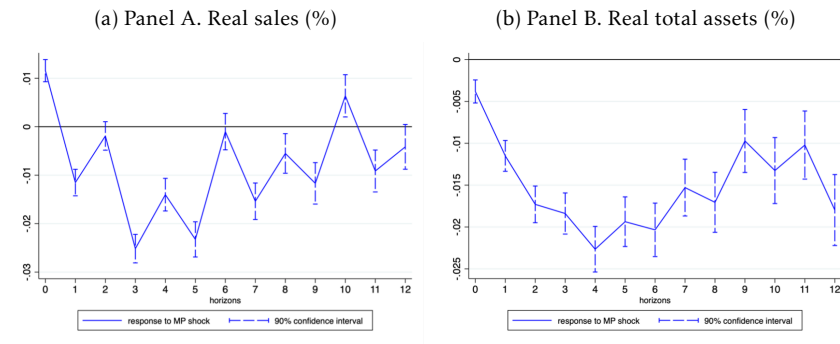 (a) Panel A. Real sales (%)
.01
0
-.01
-.02
-.03
0 1 2 3 4 5 6 7 8 9 10 11 12
horizons
response to MP shock
90% confidence interval
(b) Panel B. Real total assets (%)
0
-.005
-.01
-.015
-.02
-.025
0 1 2 3 4 5 6 7 8 9 10 11 12
horizons
response to MP shock
90% confidence interval